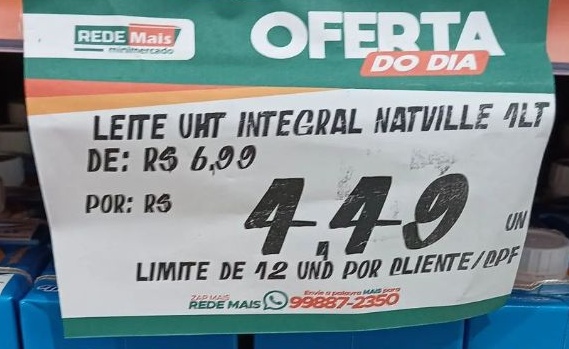 REDE Mais
minimercado
OFERTA
DO DIA
LEITE UHT INTEGRAL NATVILLE 1LT
DE: R$ 6,99
POR: R$ 4,49 UN
LIMITE DE 12 UND POR CLIENTE/CPF
ZAP MAIS
REDE MAIS
Envie a palavra MAIS para
99887-2350